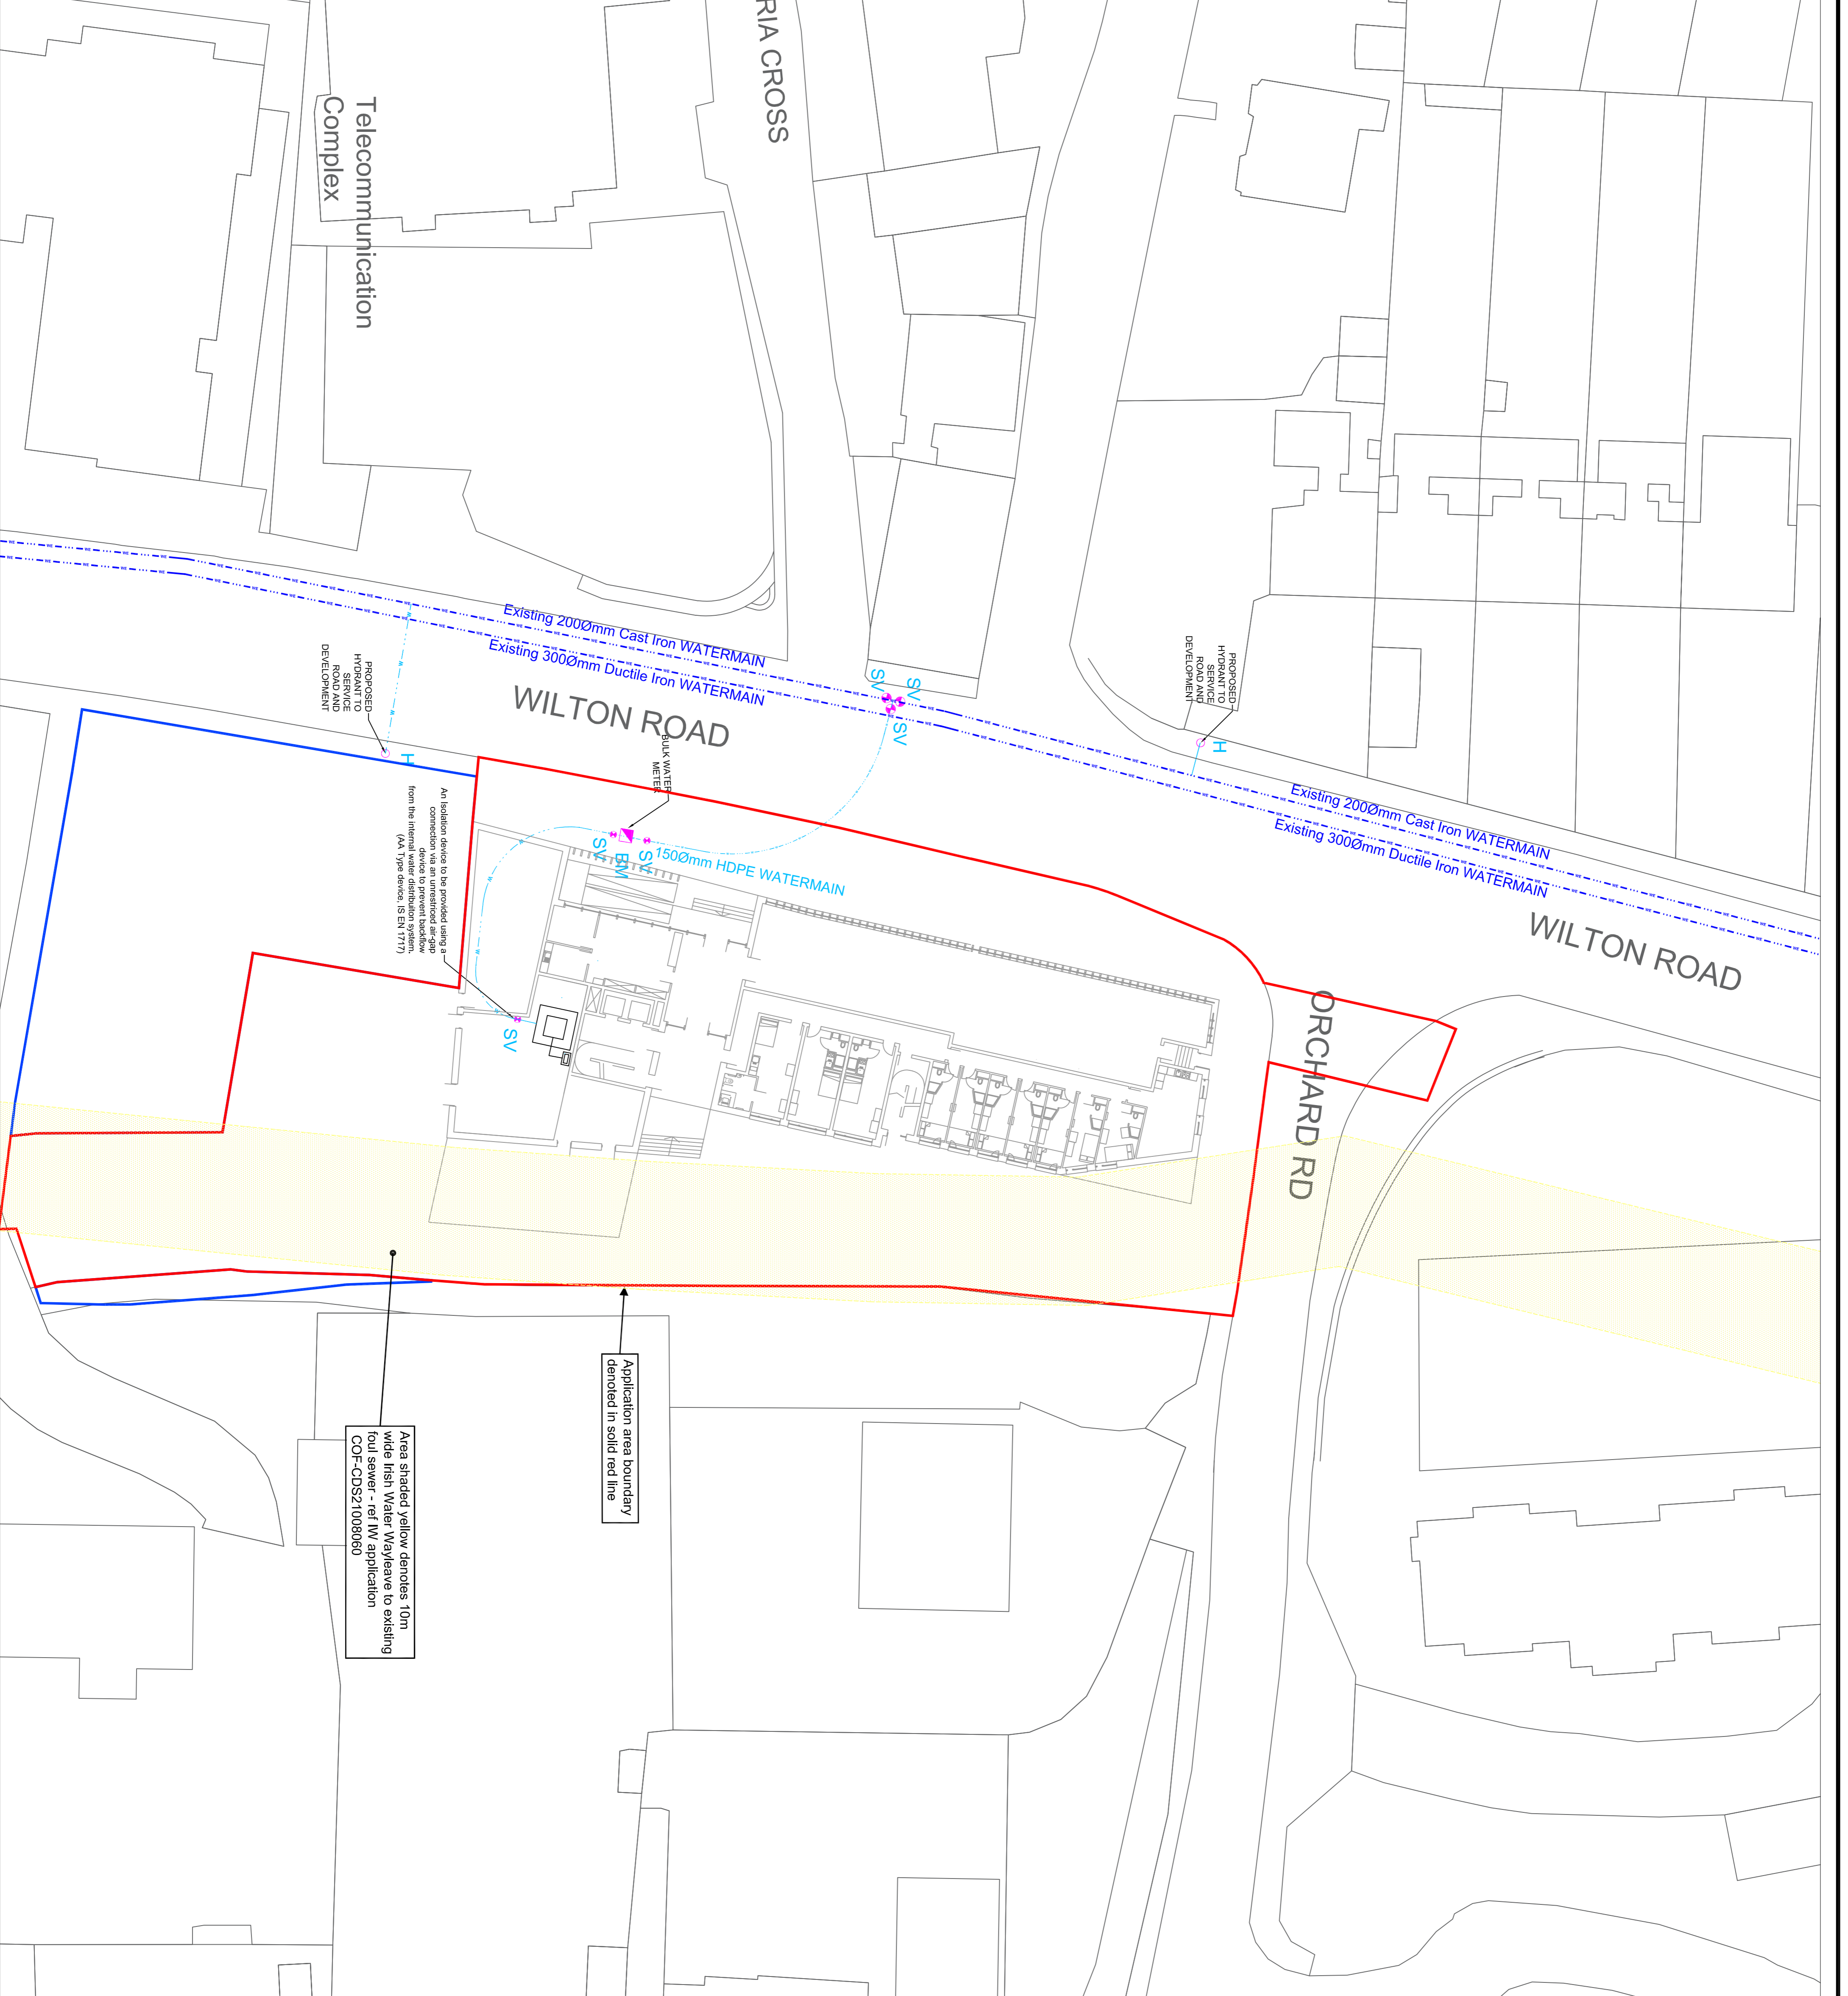 RIA CROSS
Telecommunication
Complex
Existing 200Ømm Cast Iron WATERMAIN
Existing 300Ømm Ductile Iron WATERMAIN
WILTON ROAD
SV
SV
SV
PROPOSED
HYDRANT TO
SERVICE
ROAD AND
DEVELOPMENT
H
PROPOSED
HYDRANT TO
SERVICE
ROAD AND
DEVELOPMENT
H
BULK WATER
METER
SV
BM
SV
150Ømm HDPE WATERMAIN
Existing 200Ømm Cast Iron WATERMAIN
Existing 300Ømm Ductile Iron WATERMAIN
WILTON ROAD
An Isolation device to be provided using a
connection via an unrestriced air-gap
device to prevent backflow
from the internal water distribuiton system.
(AA Type device, IS EN 1717)
SV
ORCHARD RD
Application area boundary
denoted in solid red line
Area shaded yellow denotes 10m
wide Irish Water Wayleave to existing
foul sewer - ref IW application
COF-CDS21008060